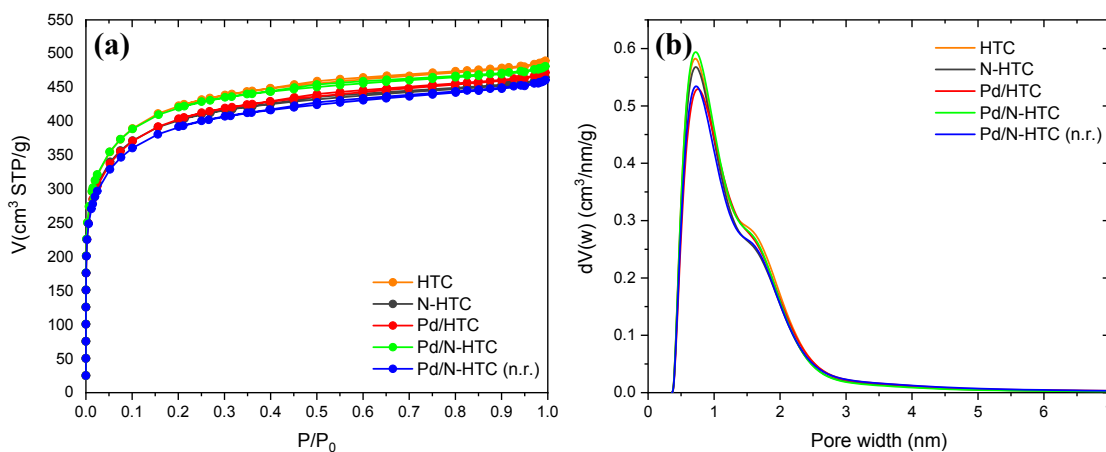 (a)
550
500
450
400
350
300
250
200
150
100
50
0
V(cm³ STP/g)
HTC
N-HTC
Pd/HTC
Pd/N-HTC
Pd/N-HTC (n.r.)
0.0 0.1 0.2 0.3 0.4 0.5 0.6 0.7 0.8 0.9 1.0
P/P₀
(b)
0.6
0.5
0.4
0.3
0.2
0.1
0.0
dV(w) (cm³/nm/g)
HTC
N-HTC
Pd/HTC
Pd/N-HTC
Pd/N-HTC (n.r.)
0 1 2 3 4 5 6
Pore width (nm)